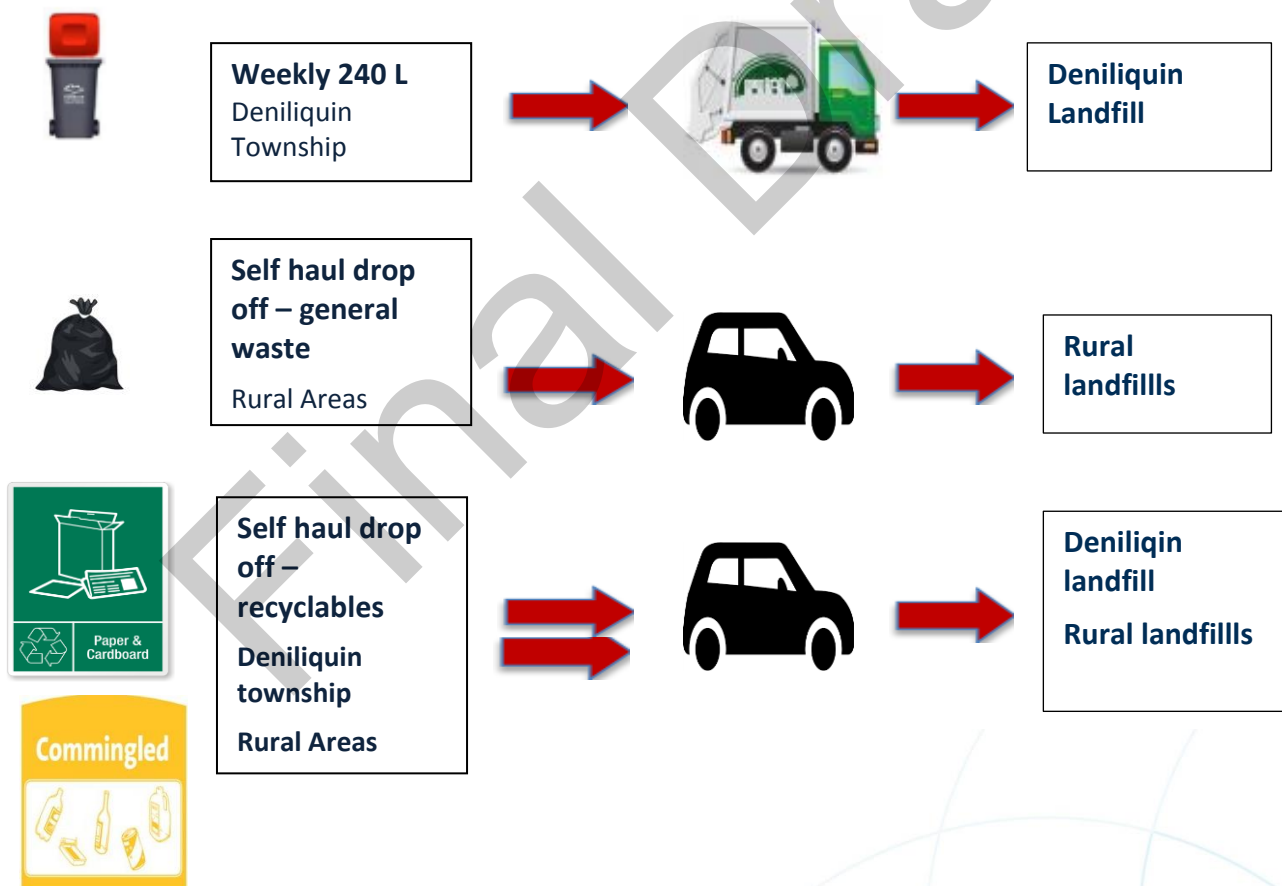 Weekly 240 L
Deniliquin
Township
Deniliquin
Landfill
Self haul drop
off – general
waste
Rural Areas
Rural
landfillls
Paper &
Cardboard
Self haul drop
off –
recyclables
Deniliquin
township
Rural Areas
Deniliqin
landfill
Rural landfillls
Commingled
Final Dra